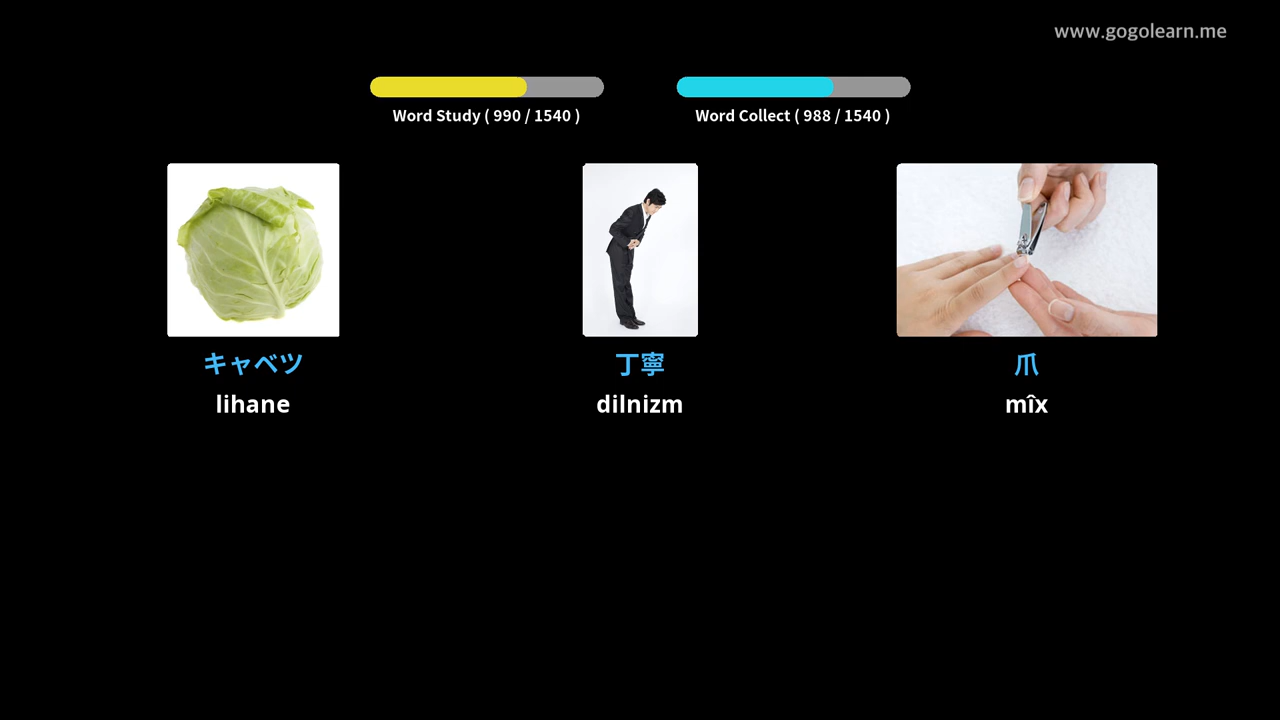 www.gogolearn.me
Word Study ( 990 / 1540 )
Word Collect ( 988 / 1540 )
キャベツ
丁寧
爪
lihane
dilnizm
mîx